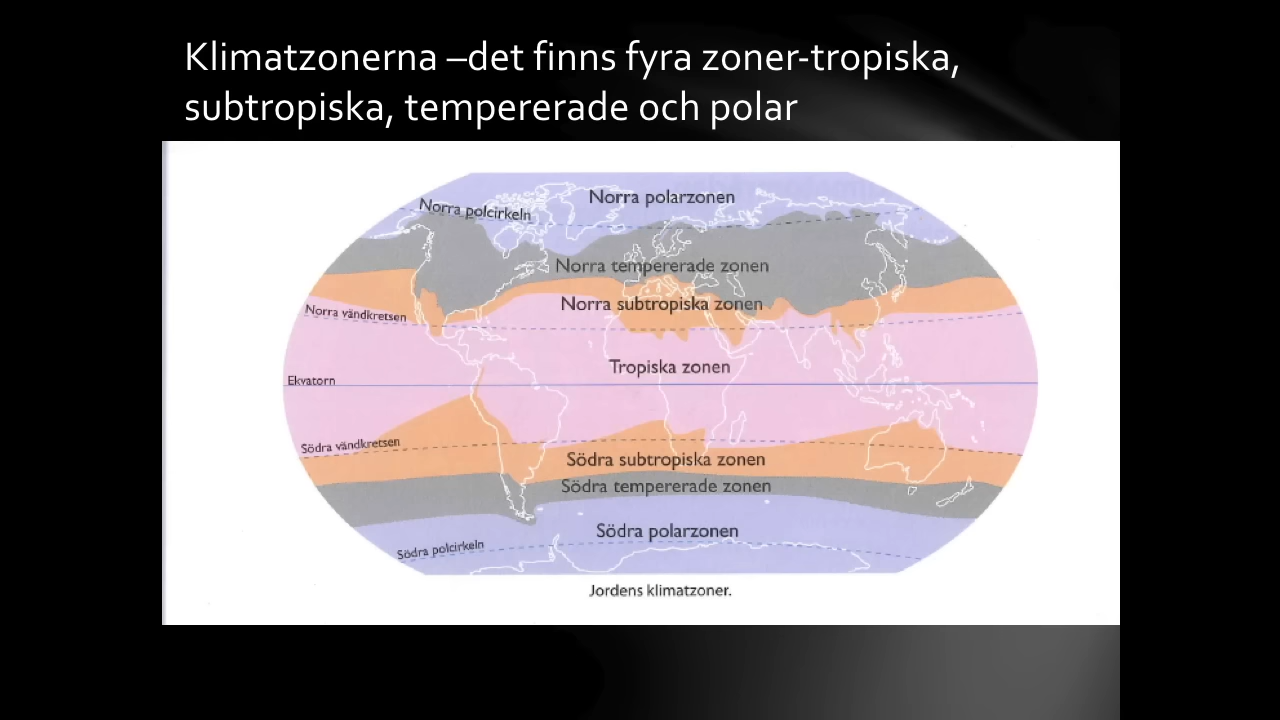 Klimatzonerna –det finns fyra zoner-tropiska,
subtropiska, tempererade och polar
Norra polarzonen
Norra polcirkeln
Norra tempererade zonen
Norra subtropiska zonen
Norra vändkretsen
Tropiska zonen
Ekvatorn
Södra vändkretsen
Södra subtropiska zonen
Södra tempererade zonen
Södra polarzonen
Södra polcirkeln
Jordens klimatzoner.